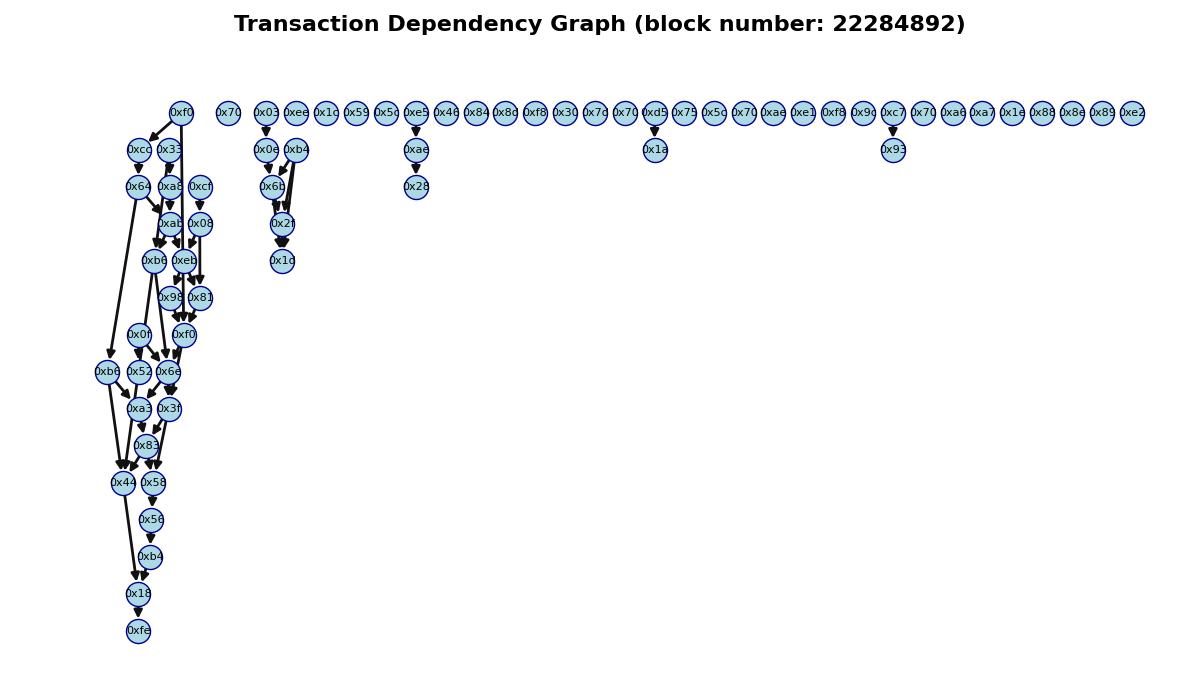 Transaction Dependency Graph (block number: 22284892)
0xf0 0x70 0x03 0xee 0x1c 0x59 0x5c 0xe5 0x46 0x84 0x8d 0xf8 0x30 0x7c 0x70 0xd5 0x75 0x5c 0x70 0xae 0xe1 0xf8 0x9c 0xc7 0x70 0xa6 0xa7 0x1e 0x88 0x8e 0x89 0xe2
0xcc 0x33 0x0e 0xb4 0xae 0x1a 0x93
0x64 0xa8 0xcf 0x6b 0x28
0xab 0x08 0x2f
0xb6 0xeb 0x1d
0x98 0x81
0x0f 0xf0
0xb6 0x52 0x6e
0xa3 0x3f
0x83
0x44 0x58
0x56
0xb4
0x18
0xfe